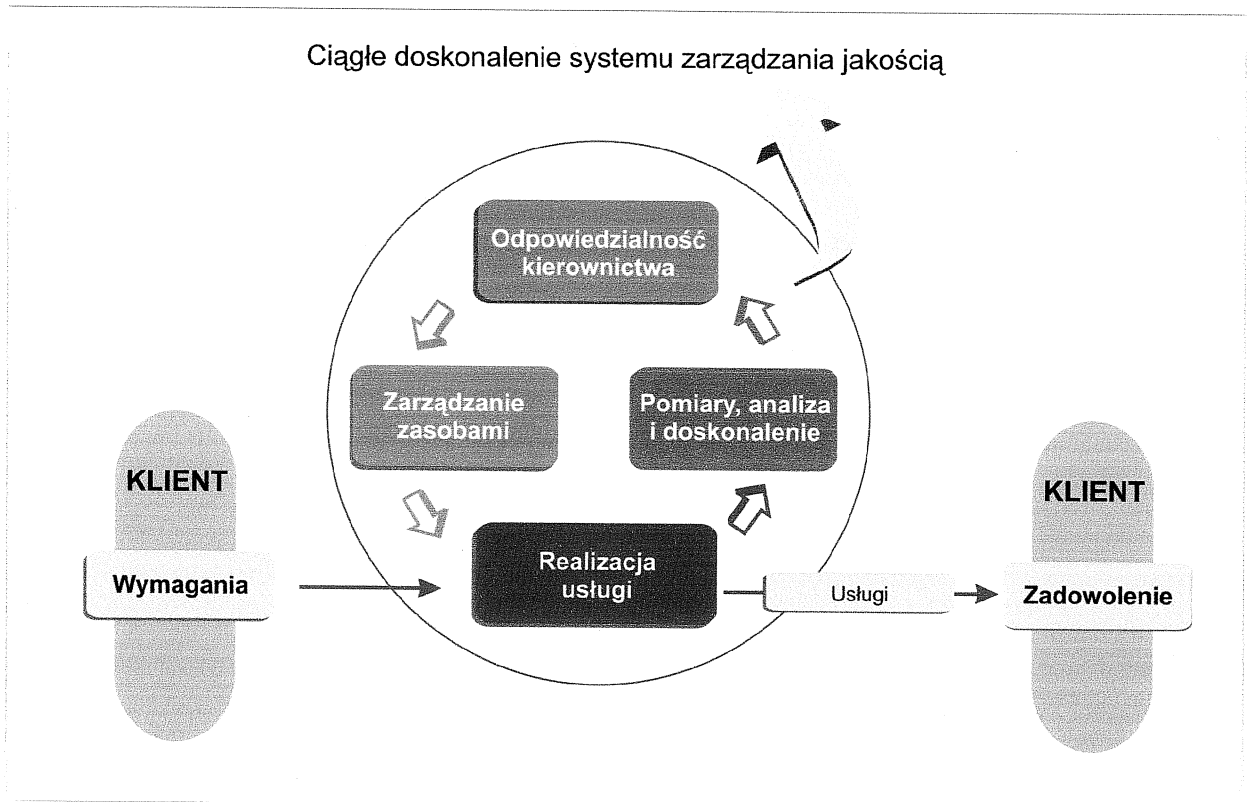 Ciągłe doskonalenie systemu zarządzania jakością
Odpowiedzialność
kierownictwa
Zarządzanie
zasobami
Pomiary, analiza
i doskonalenie
KLIENT
KLIENT
Wymagania
Realizacja
usługi
Usługi
Zadowolenie